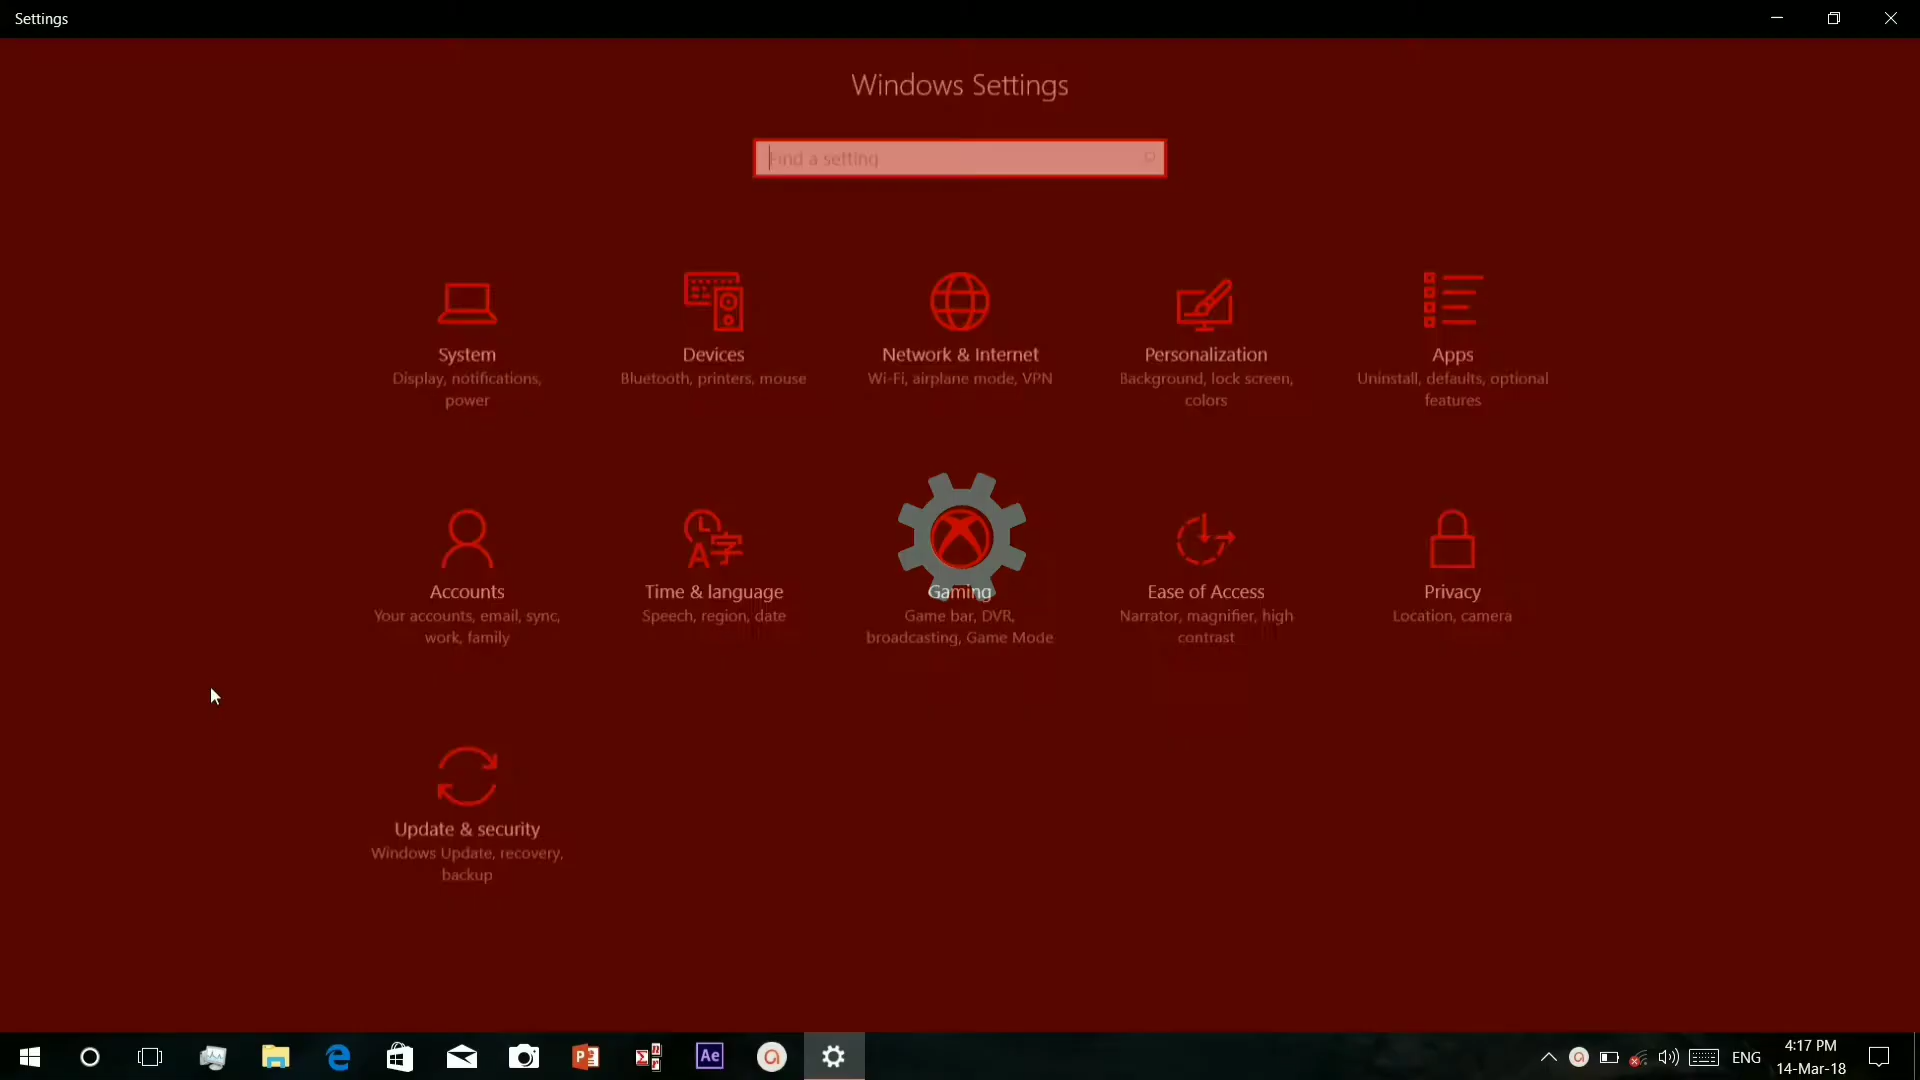 Settings
Windows Settings
Find a setting
System
Display, notifications,
power
Devices
Bluetooth, printers, mouse
Network & Internet
Wi-Fi, airplane mode, VPN
Personalization
Background, lock screen,
colors
Apps
Uninstall, defaults, optional
features
Accounts
Your accounts, email, sync,
work, family
Time & language
Speech, region, date
Gaming
Game bar, DVR,
broadcasting, Game Mode
Ease of Access
Narrator, magnifier, high
contrast
Privacy
Location, camera
Update & security
Windows Update, recovery,
backup
Ae
ENG
4:17 PM
14-Mar-18